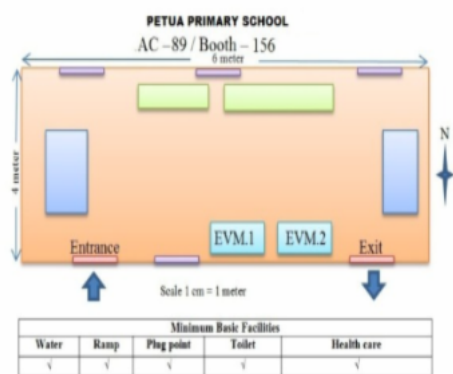 PETUA PRIMARY SCHOOL
AC –89 / Booth – 156
6 meter
4 meter
N
EVM.1 EVM.2
Entrance Exit
Scale 1 cm = 1 meter
Minimum Basic Facilities
Water Ramp Plug point Toilet Health care
√ √ √ √ √